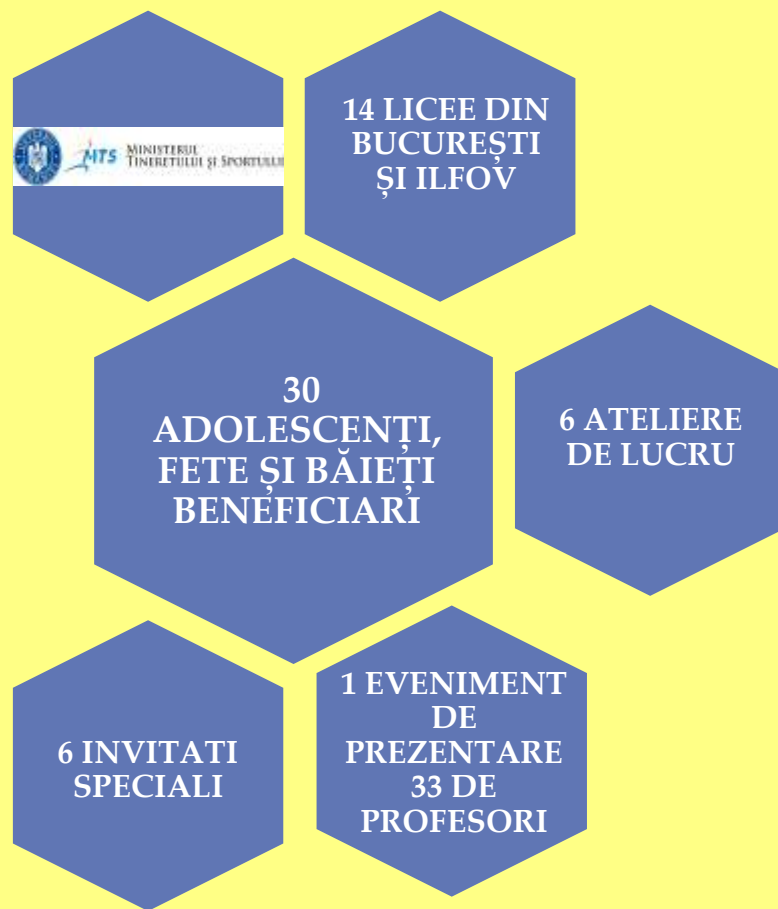 MTS MINISTERUL
TINERETULUI ȘI SPORTULUI
14 LICEE DIN
BUCUREȘTI
ȘI ILFOV
30
ADOLESCENȚI,
FETE ȘI BĂIEȚI
BENEFICIARI
6 ATELIERE
DE LUCRU
6 INVITATI
SPECIALI
1 EVENIMENT
DE
PREZENTARE
33 DE
PROFESORI